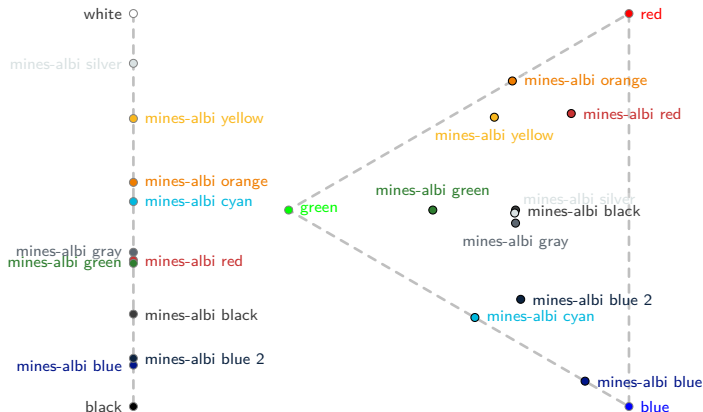 white
mines-albi silver
mines-albi yellow
mines-albi orange
mines-albi cyan
mines-albi gray
mines-albi green
mines-albi red
mines-albi black
mines-albi blue 2
mines-albi blue
black
red
mines-albi orange
mines-albi red
mines-albi yellow
mines-albi green
mines-albi silver
green
mines-albi black
mines-albi gray
mines-albi blue 2
mines-albi cyan
mines-albi blue
blue